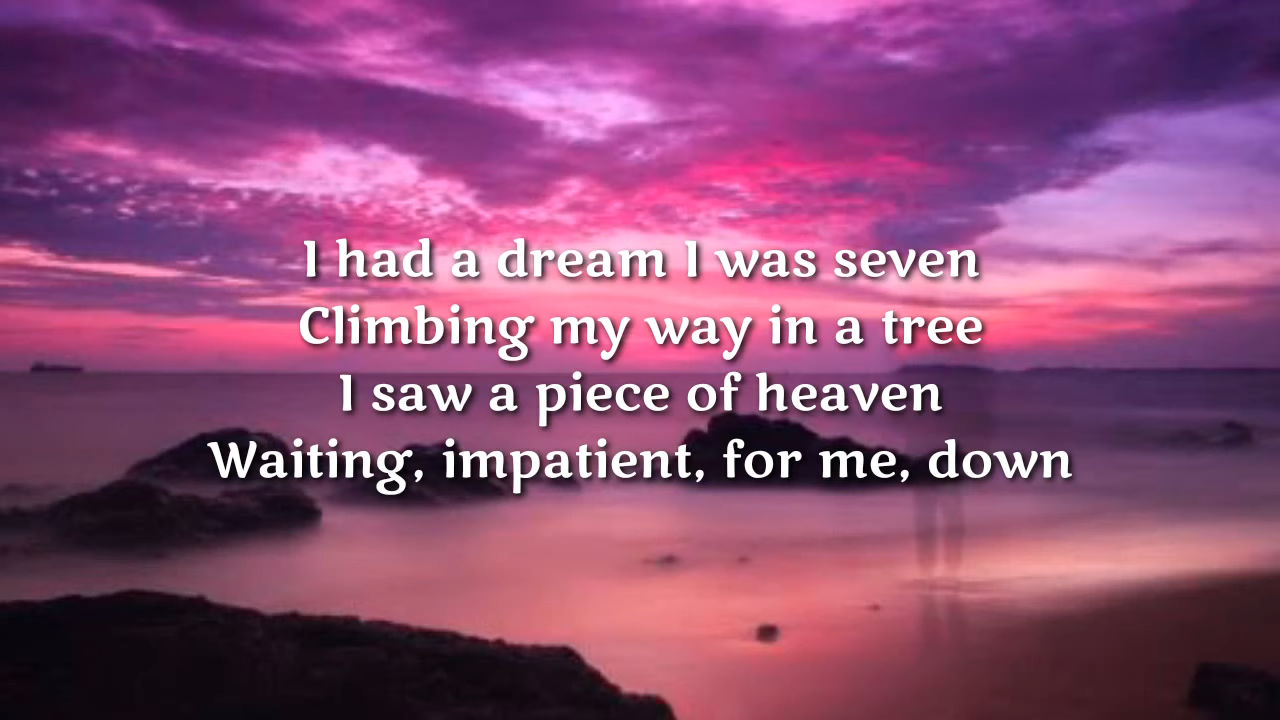 I had a dream I was seven
Climbing my way in a tree
I saw a piece of heaven
Waiting, impatient, for me, down